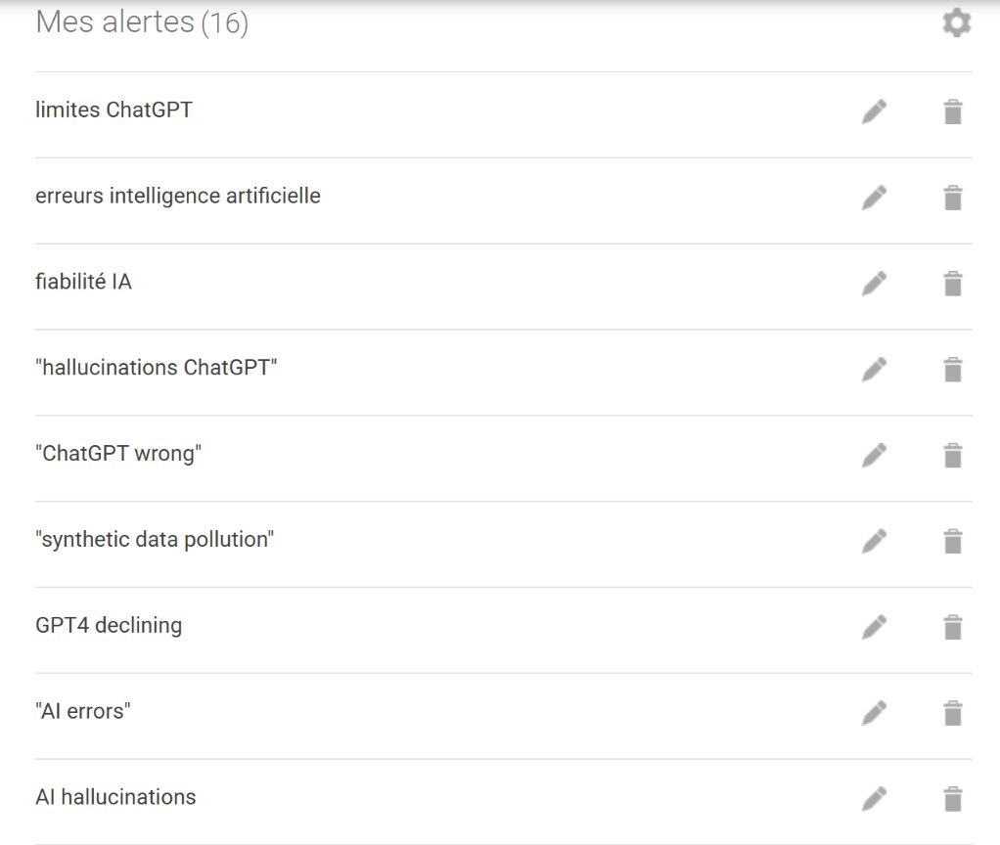 Mes alertes (16)
limites ChatGPT
erreurs intelligence artificielle
fiabilité IA
"hallucinations ChatGPT"
"ChatGPT wrong"
"synthetic data pollution"
GPT4 declining
"AI errors"
AI hallucinations